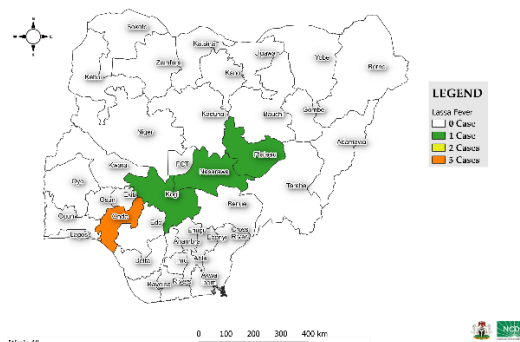 Sokoto
Katsina
Jigawa
Yobe
Borno
Zamfara
Kano
Kebbi
Kaduna
Bauchi
Gombe
Adamawa
Niger
Plateau
FCT
Nasarawa
Kwara
Taraba
Oyo
Ekiti
Kogi
Osun
Benue
Ogun
Ondo
Edo
Lagos
Enugu
Anambra
Ebonyi
Cross
River
Delta
Imo
Abia
Akwa
Bayelsa
Rivers
LEGEND
Lassa Fever
0 Case
1 Case
2 Cases
5 Cases
0 100 200 300 400 km